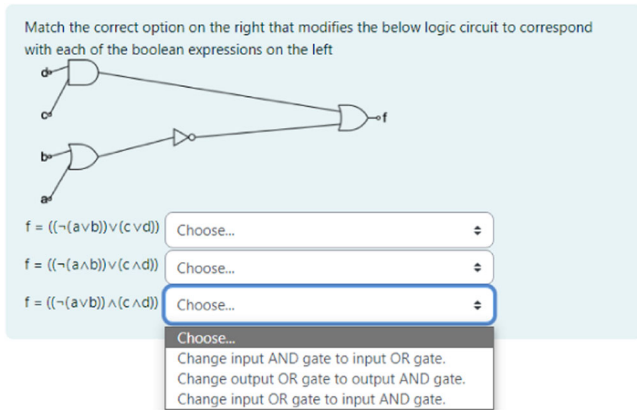 Match the correct option on the right that modifies the below logic circuit to correspond
with each of the boolean expressions on the left
d
c
f
b
a
f = ((¬(a∨b))∨(c∨d)) Choose...
f = ((¬(a∧b))∨(c∧d)) Choose...
f = ((¬(a∨b))∧(c∧d)) Choose...
Choose...
Change input AND gate to input OR gate.
Change output OR gate to output AND gate.
Change input OR gate to input AND gate.